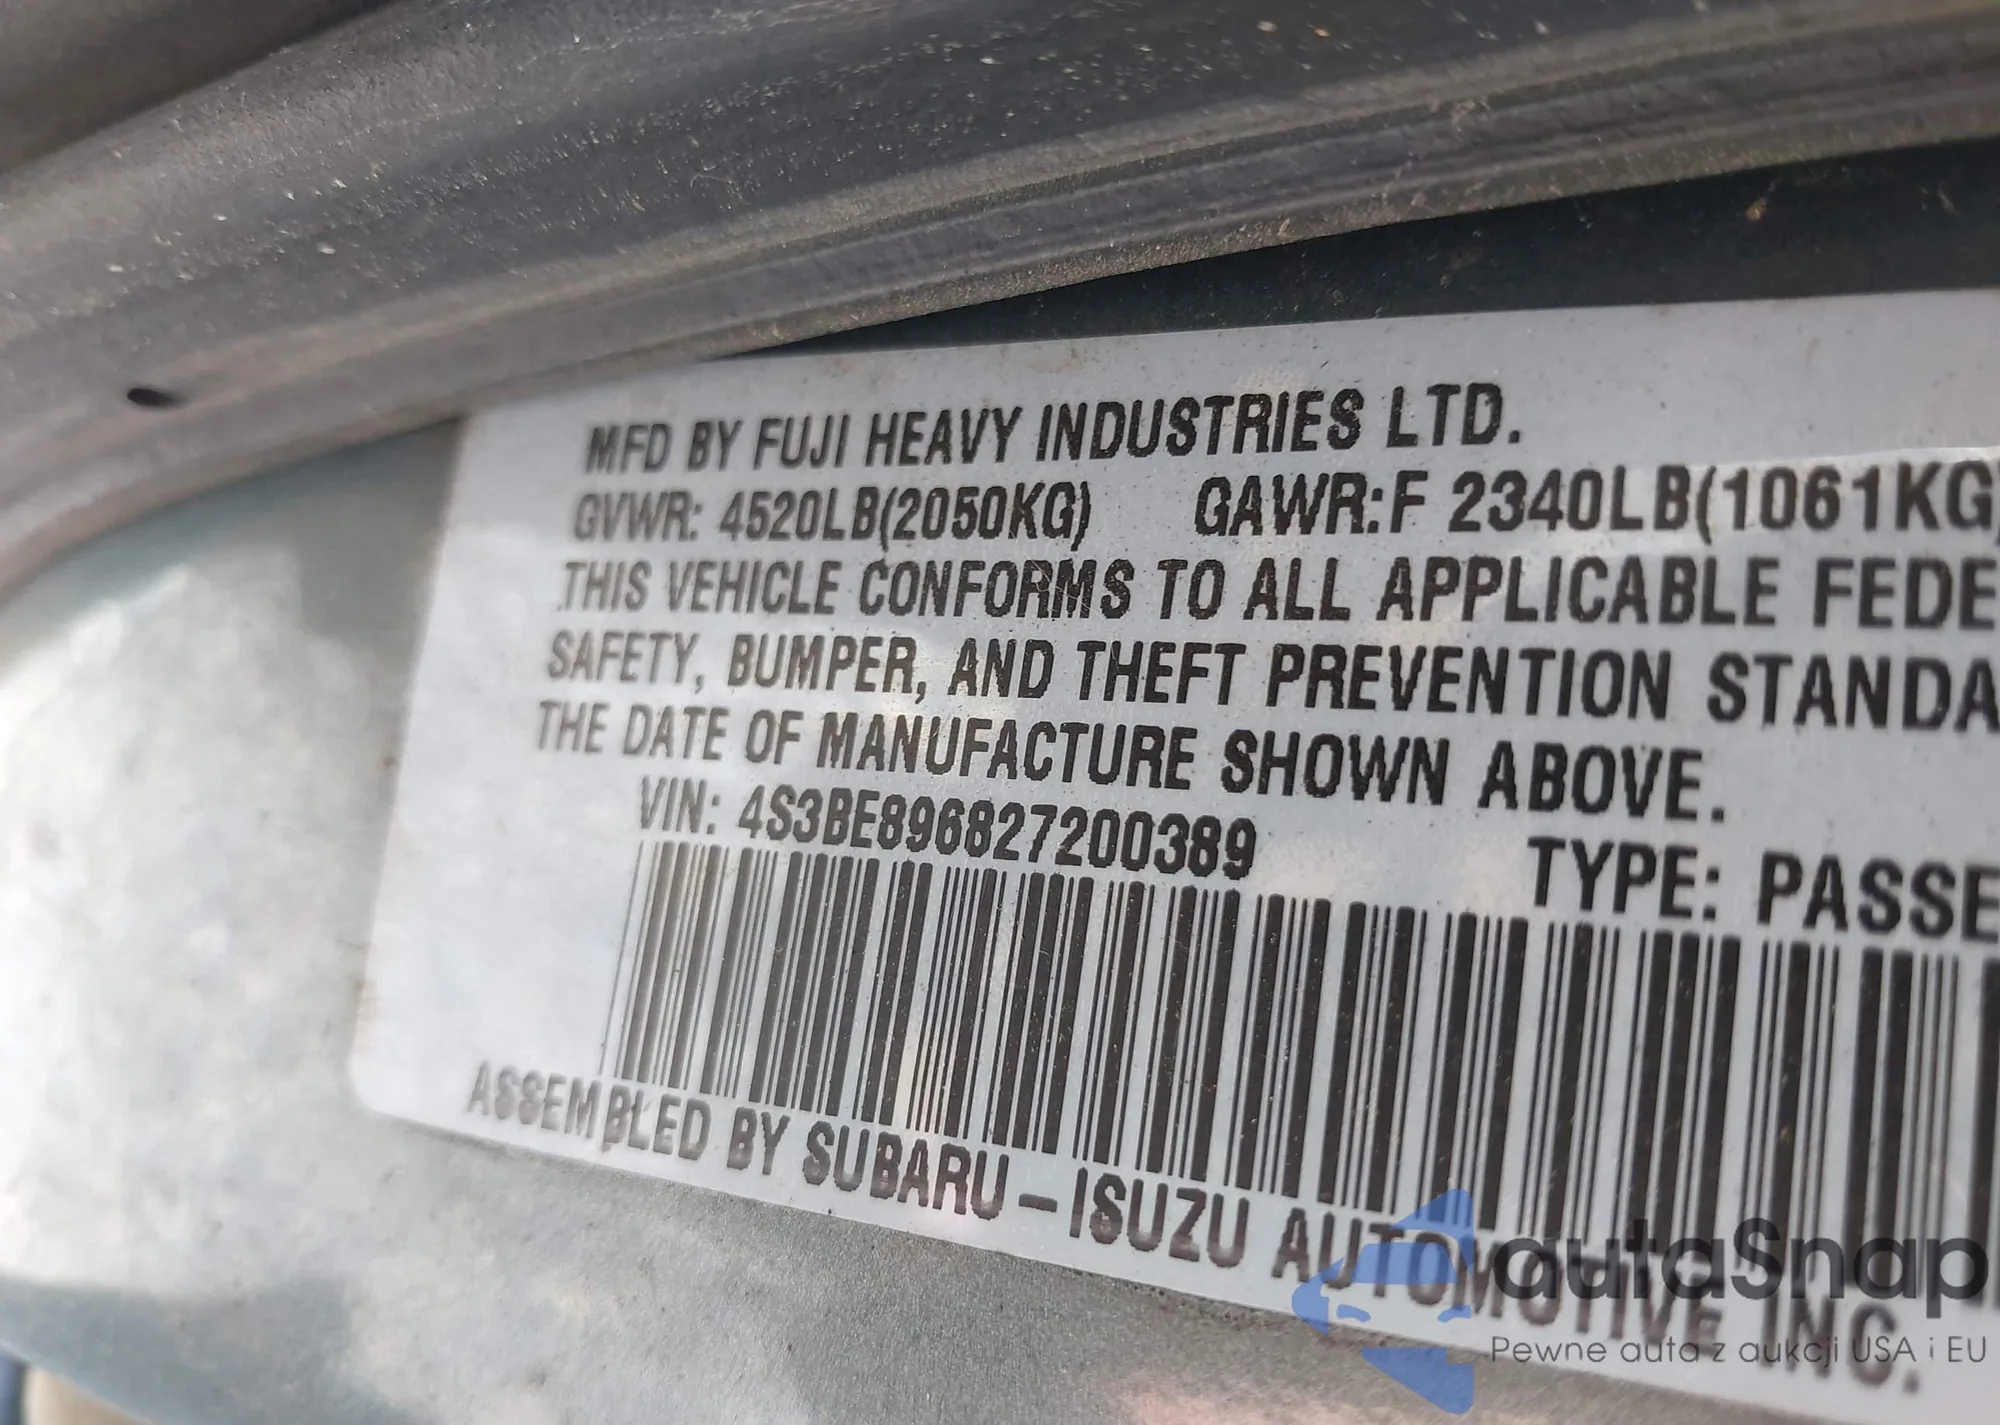 MFD BY FUJI HEAVY INDUSTRIES LTD.
GVWR: 4520LB(2050KG) GAWR:F 2340LB(1061KG)
THIS VEHICLE CONFORMS TO ALL APPLICABLE FEDE
SAFETY, BUMPER, AND THEFT PREVENTION STANDA
THE DATE OF MANUFACTURE SHOWN ABOVE.
VIN: 4S3BE896827200389 TYPE: PASSE
ASSEMBLED BY SUBARU-ISUZU AUTOMOTIVE INC.
autaSnap
Pewne auta z aukcji USA i EU